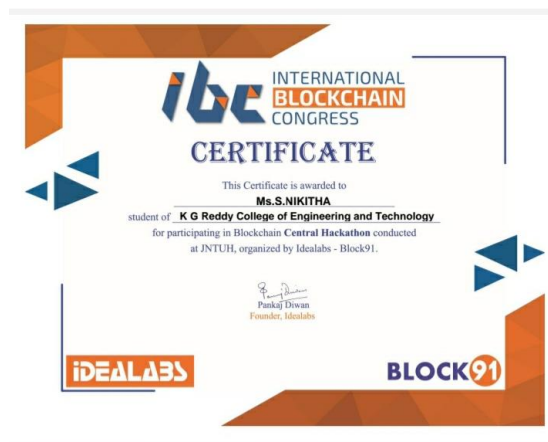 ibc INTERNATIONAL
BLOCKCHAIN
CONGRESS
CERTIFICATE
This Certificate is awarded to
Ms.S.NIKITHA
student of K G Reddy College of Engineering and Technology
for participating in Blockchain Central Hackathon conducted
at JNTUH, organized by Idealabs - Block91.
Pankaj Diwan
Founder, Idealabs
iDEALABS
BLOCK91